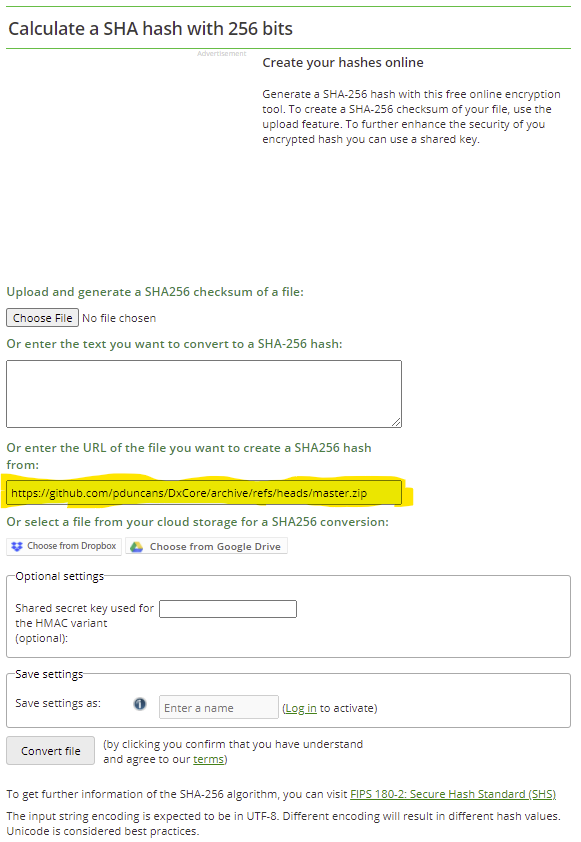 Calculate a SHA hash with 256 bits
Advertisement
Create your hashes online
Generate a SHA-256 hash with this free online encryption
tool. To create a SHA-256 checksum of your file, use the
upload feature. To further enhance the security of you
encrypted hash you can use a shared key.
Upload and generate a SHA256 checksum of a file:
Choose File No file chosen
Or enter the text you want to convert to a SHA-256 hash:
Or enter the URL of the file you want to create a SHA256 hash
from:
https://github.com/pduncans/DxCore/archive/refs/heads/master.zip
Or select a file from your cloud storage for a SHA256 conversion:
Choose from Dropbox Choose from Google Drive
Optional settings
Shared secret key used for
the HMAC variant
(optional):
Save settings
Save settings as: i Enter a name (Log in to activate)
Convert file (by clicking you confirm that you have understand
and agree to our terms)
To get further information of the SHA-256 algorithm, you can visit FIPS 180-2: Secure Hash Standard (SHS)
The input string encoding is expected to be in UTF-8. Different encoding will result in different hash values.
Unicode is considered best practices.